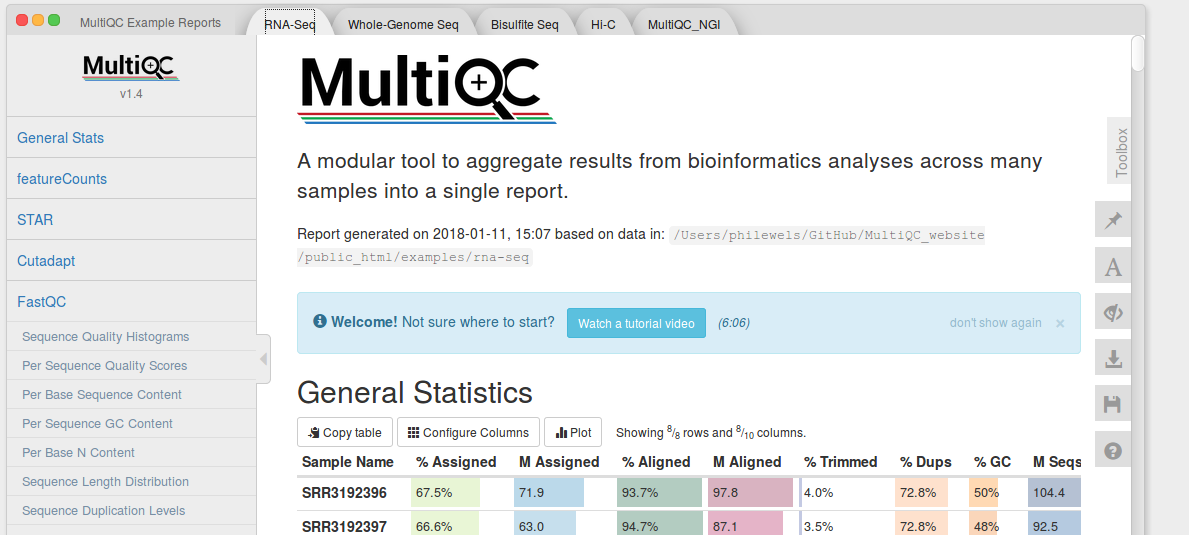 MultiQC Example Reports
RNA-Seq
Whole-Genome Seq
Bisulfite Seq
Hi-C
MultiQC_NGI
MultiQC
v1.4
General Stats
featureCounts
STAR
Cutadapt
FastQC
Sequence Quality Histograms
Per Sequence Quality Scores
Per Base Sequence Content
Per Sequence GC Content
Per Base N Content
Sequence Length Distribution
Sequence Duplication Levels
MultiQC
A modular tool to aggregate results from bioinformatics analyses across many
samples into a single report.
Report generated on 2018-01-11, 15:07 based on data in: /Users/philewels/GitHub/MultiQC_website
/public_html/examples/rna-seq
Welcome! Not sure where to start? Watch a tutorial video (6:06) don't show again ×
General Statistics
Copy table Configure Columns Plot Showing 8/8 rows and 8/10 columns.
Sample Name % Assigned M Assigned % Aligned M Aligned % Trimmed % Dups % GC M Seqs
SRR3192396 67.5% 71.9 93.7% 97.8 4.0% 72.8% 50% 104.4
SRR3192397 66.6% 63.0 94.7% 87.1 3.5% 72.8% 48% 92.5
Toolbox
A
?